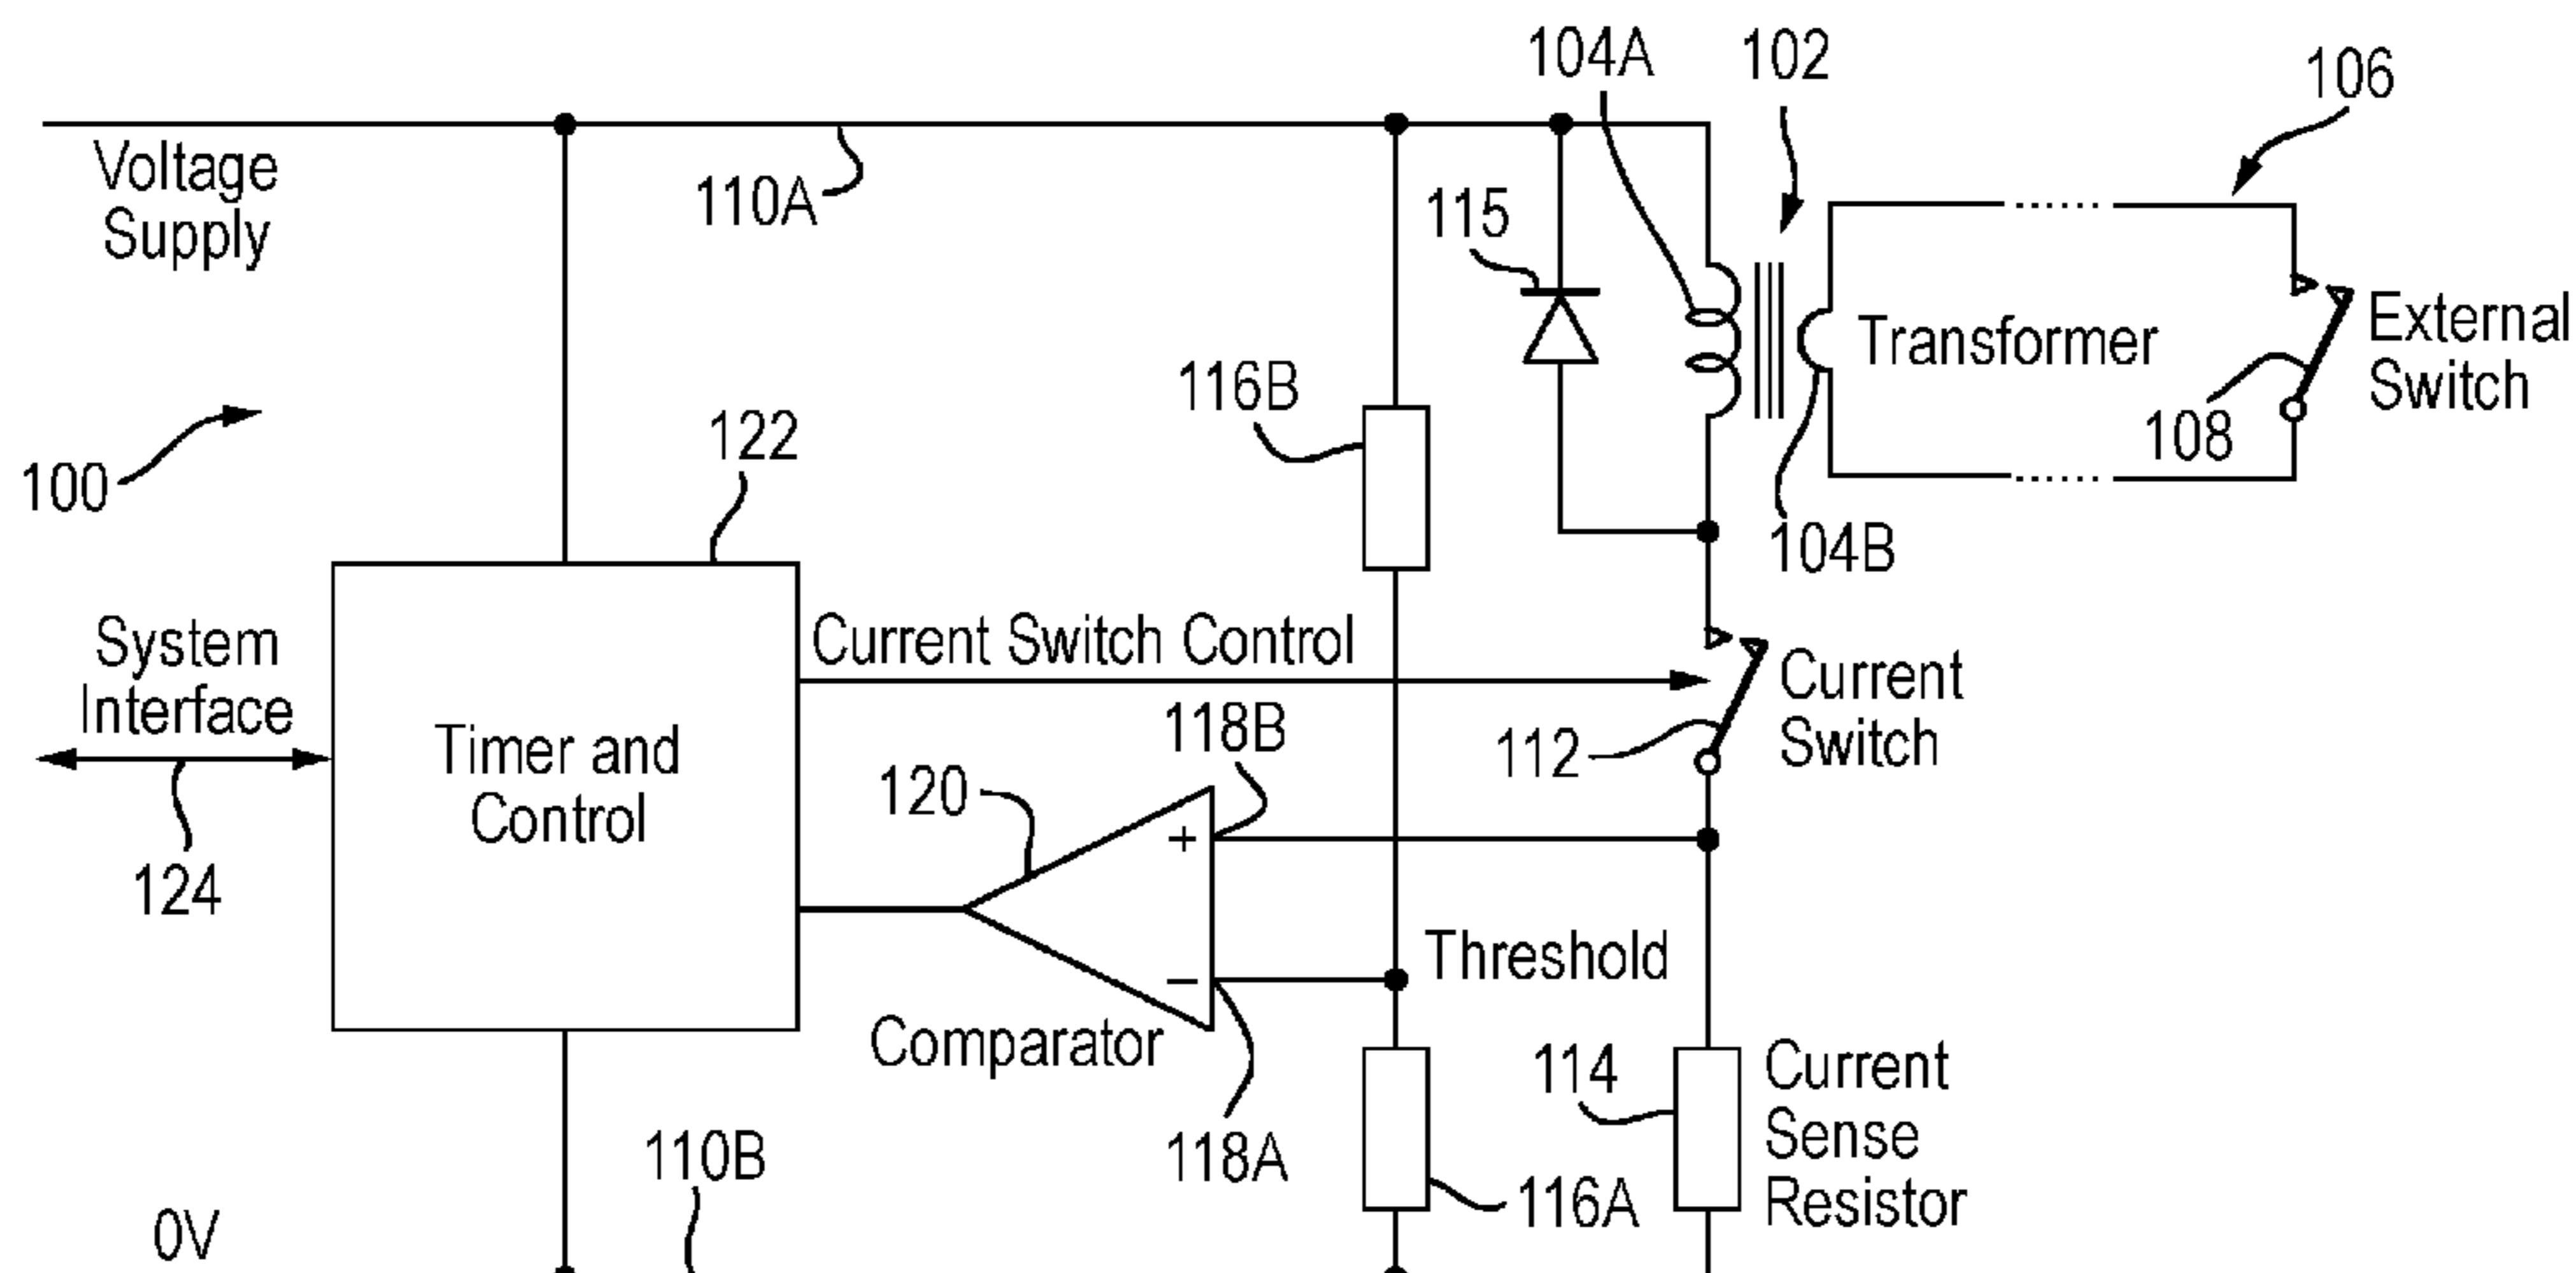 104A
102
106
Voltage
Supply
110A
115
Transformer
External
Switch
116B
108
100
122
104B
System
Interface
Current Switch Control
Current
Switch
118B
112
Timer and
Control
120
+
124
Threshold
−
Comparator
114
Current
Sense
Resistor
110B
118A
116A
0V